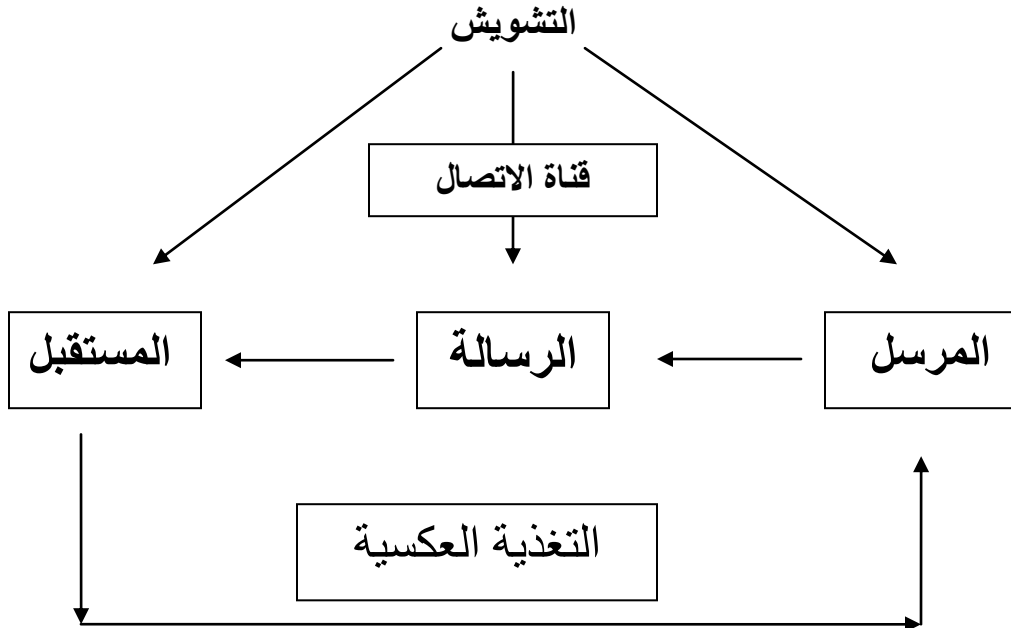 التشويش
قناة الاتصال
المرسل
الرسالة
المستقبل
التغذية العكسية